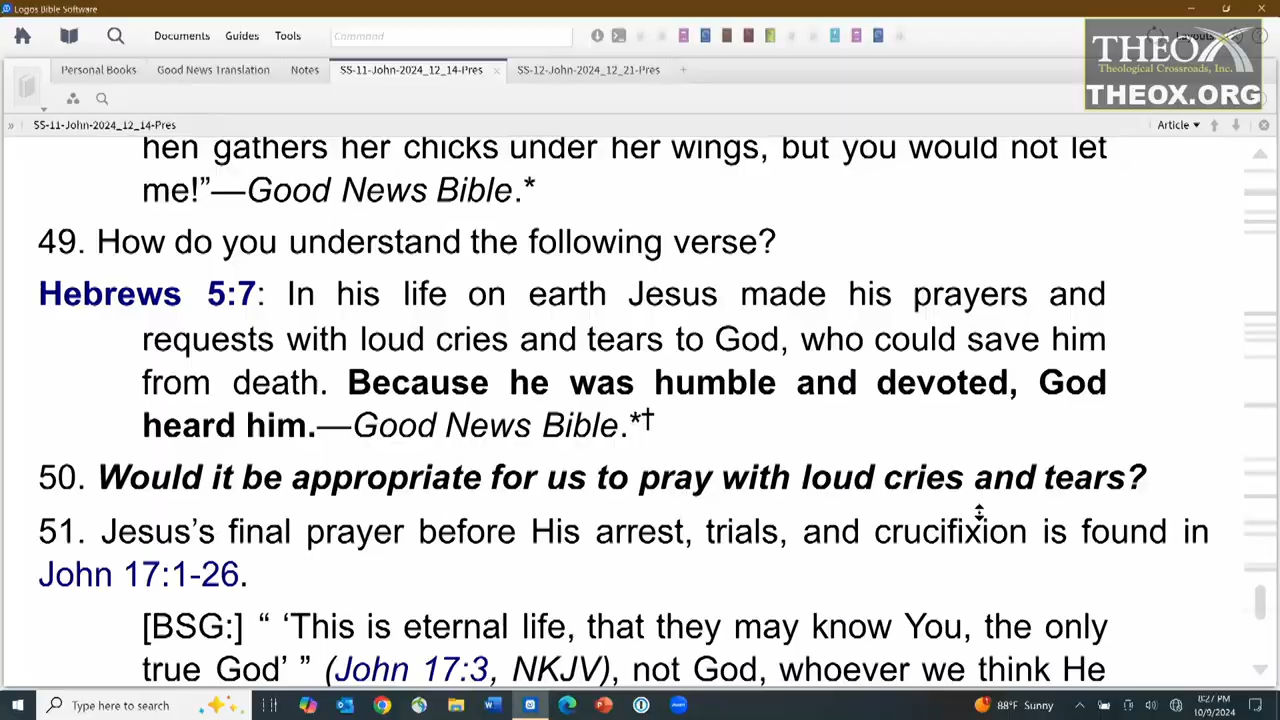 Logos Bible Software
Documents Guides Tools Command Layouts
THEOX
Theological Crossroads, Inc.
THEOX.ORG
Personal Books Good News Translation Notes SS-11-John-2024_12_14-Pres × SS-12-John-2024_12_21-Pres +
» SS-11-John-2024_12_14-Pres Article
hen gathers her chicks under her wings, but you would not let
me!”—Good News Bible.*
49. How do you understand the following verse?
Hebrews 5:7: In his life on earth Jesus made his prayers and
requests with loud cries and tears to God, who could save him
from death. Because he was humble and devoted, God
heard him.—Good News Bible.*†
50. Would it be appropriate for us to pray with loud cries and tears?
51. Jesus’s final prayer before His arrest, trials, and crucifixion is found in
John 17:1-26.
[BSG:] “ ‘This is eternal life, that they may know You, the only
true God’ ” (John 17:3, NKJV), not God, whoever we think He
Type here to search
88°F Sunny
8:27 PM
10/9/2024